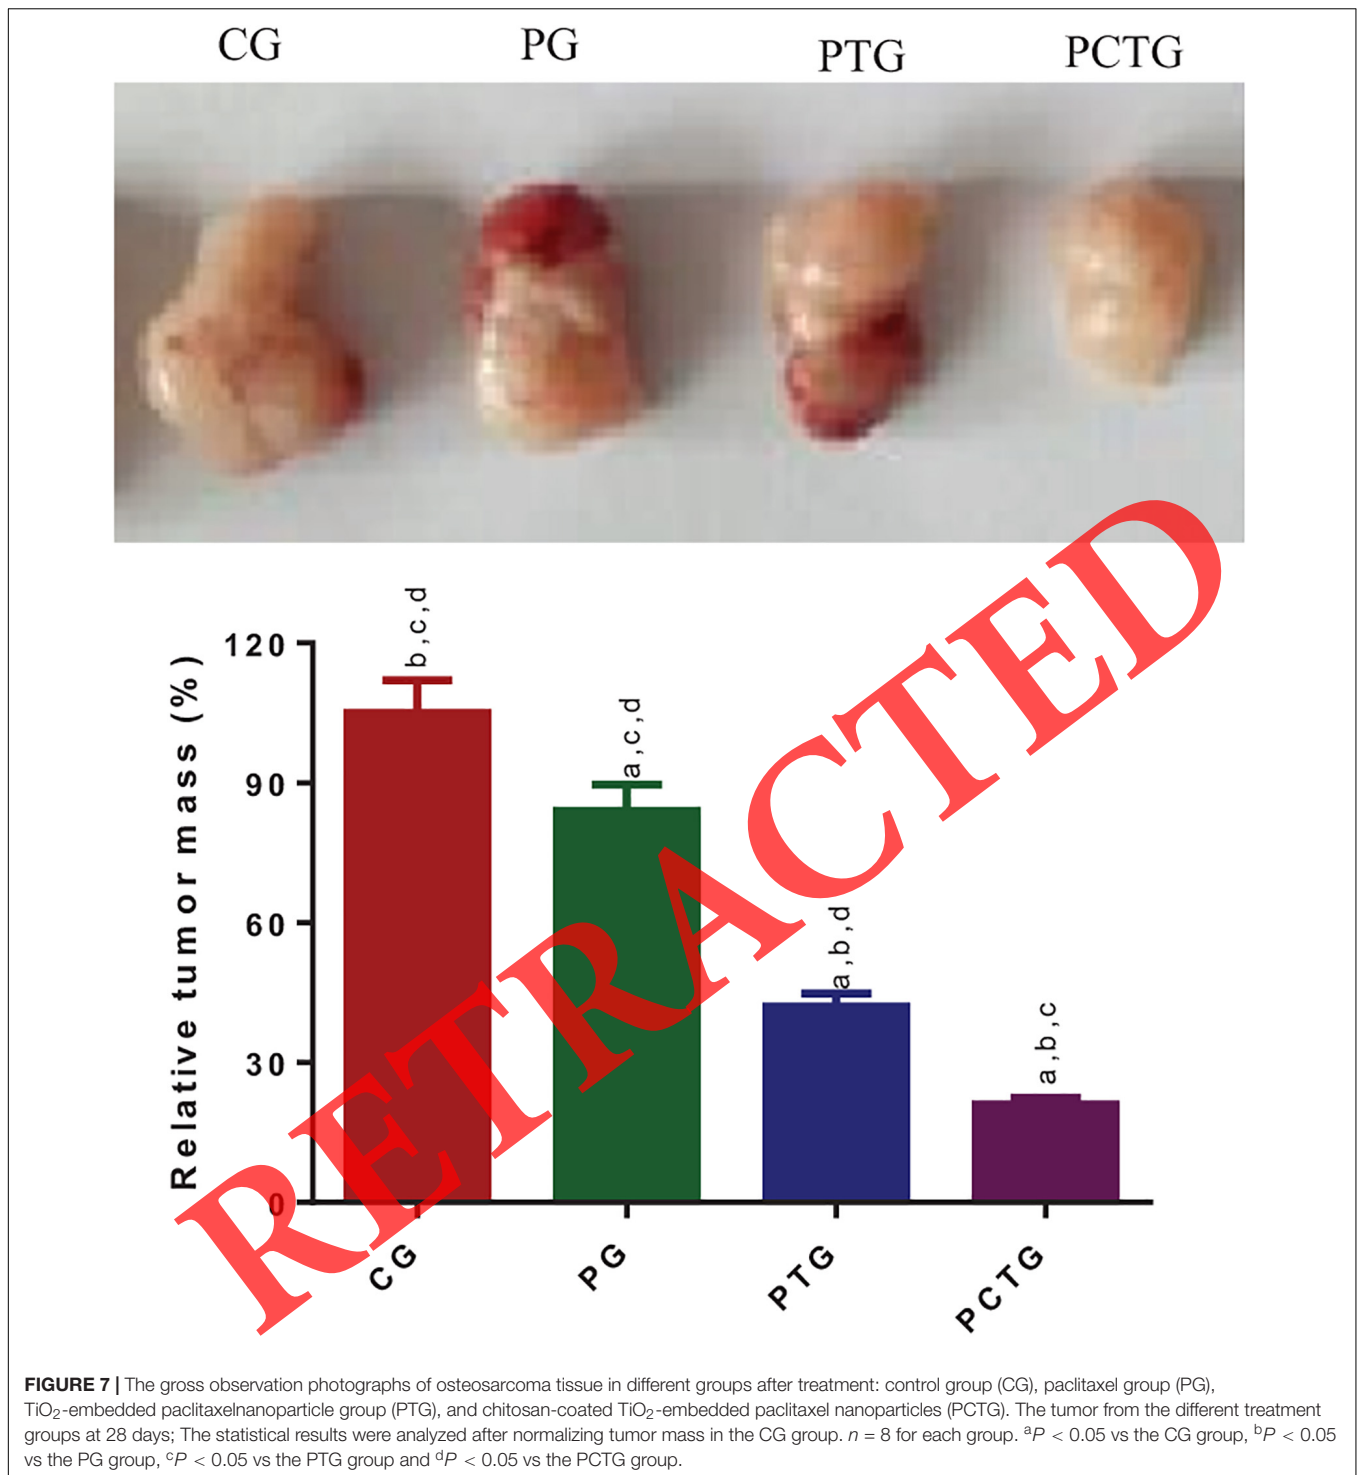 CG PG PTG PCTG
b,c,d
120
a,c,d
90
a,b,d
60
a,b,c
30
0
Relative tumor mass (%)
CG PG PTG PCTG
RETRACTED
FIGURE 7 | The gross observation photographs of osteosarcoma tissue in different groups after treatment: control group (CG), paclitaxel group (PG),
TiO₂-embedded paclitaxelnanoparticle group (PTG), and chitosan-coated TiO₂-embedded paclitaxel nanoparticles (PCTG). The tumor from the different treatment
groups at 28 days; The statistical results were analyzed after normalizing tumor mass in the CG group. n = 8 for each group. ᵃP < 0.05 vs the CG group, ᵇP < 0.05
vs the PG group, ᶜP < 0.05 vs the PTG group and ᵈP < 0.05 vs the PCTG group.